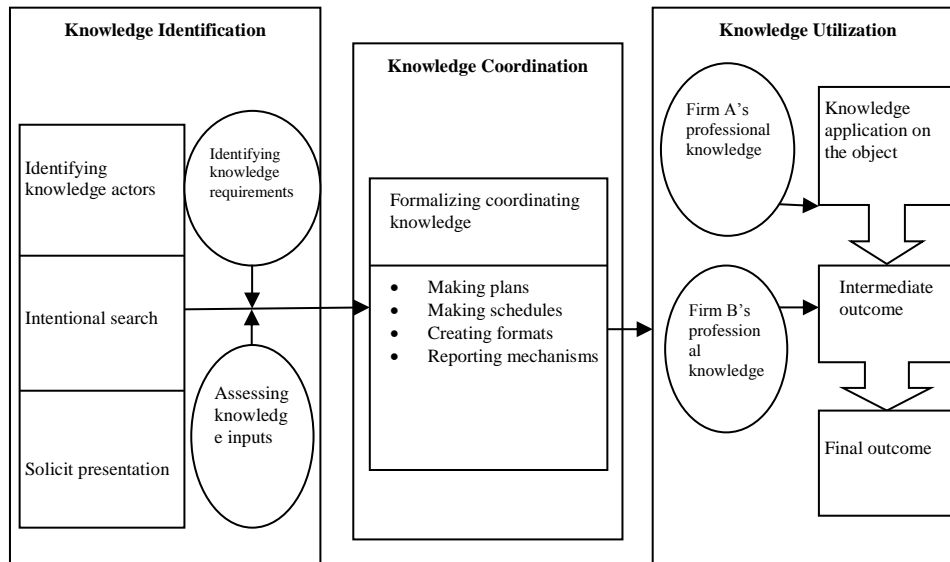 Knowledge Identification
Identifying
knowledge actors
Intentional search
Solicit presentation
Identifying
knowledge
requirements
Assessing
knowledg
e inputs
Knowledge Coordination
Formalizing coordinating
knowledge
• Making plans
• Making schedules
• Creating formats
• Reporting mechanisms
Knowledge Utilization
Firm A's
professional
knowledge
Knowledge
application on
the object
Firm B's
profession
al
knowledge
Intermediate
outcome
Final outcome